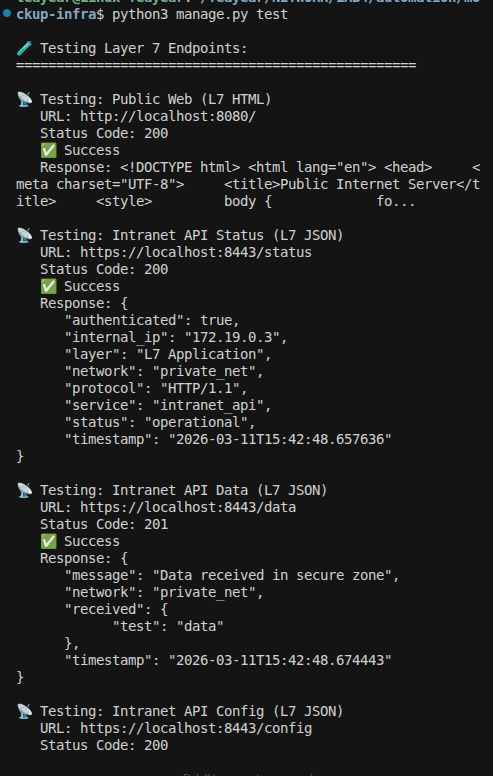 ckup-infra$ python3 manage.py test
🧪 Testing Layer 7 Endpoints:
==================================================
📡 Testing: Public Web (L7 HTML)
URL: http://localhost:8080/
Status Code: 200
✅ Success
Response: <!DOCTYPE html> <html lang="en"> <head>     <
meta charset="UTF-8">     <title>Public Internet Server</t
itle>     <style>         body {             fo...
📡 Testing: Intranet API Status (L7 JSON)
URL: https://localhost:8443/status
Status Code: 200
✅ Success
Response: {
"authenticated": true,
"internal_ip": "172.19.0.3",
"layer": "L7 Application",
"network": "private_net",
"protocol": "HTTP/1.1",
"service": "intranet_api",
"status": "operational",
"timestamp": "2026-03-11T15:42:48.657636"
}
📡 Testing: Intranet API Data (L7 JSON)
URL: https://localhost:8443/data
Status Code: 201
✅ Success
Response: {
"message": "Data received in secure zone",
"network": "private_net",
"received": {
"test": "data"
},
"timestamp": "2026-03-11T15:42:48.674443"
}
📡 Testing: Intranet API Config (L7 JSON)
URL: https://localhost:8443/config
Status Code: 200